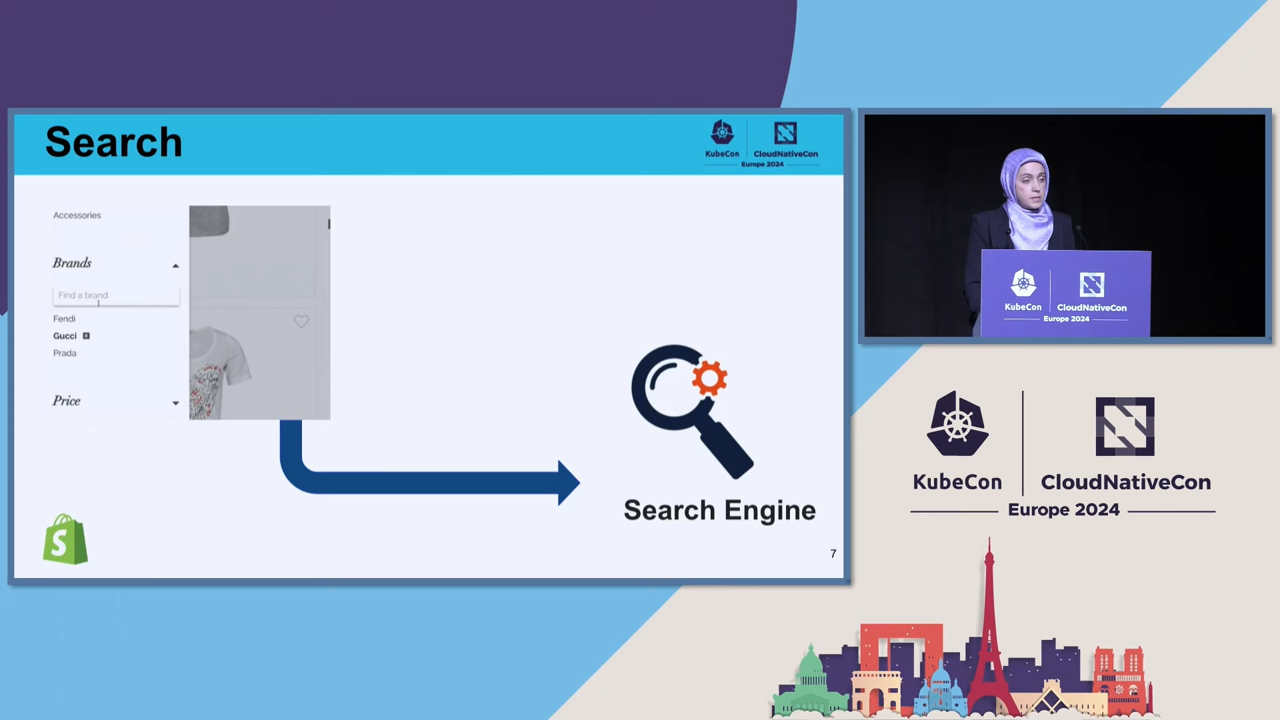 Search
KubeCon
CloudNativeCon
Europe 2024
Accessories
Brands
Find a brand
Fendi
Gucci
Prada
Price
Search Engine
S
7
KubeCon
CloudNativeCon
Europe 2024
KubeCon
CloudNativeCon
Europe 2024